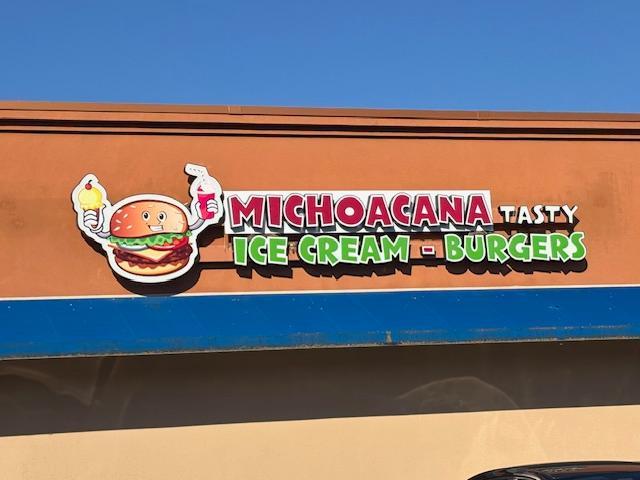 MICHOACANA TASTY
ICE CREAM - BURGERS